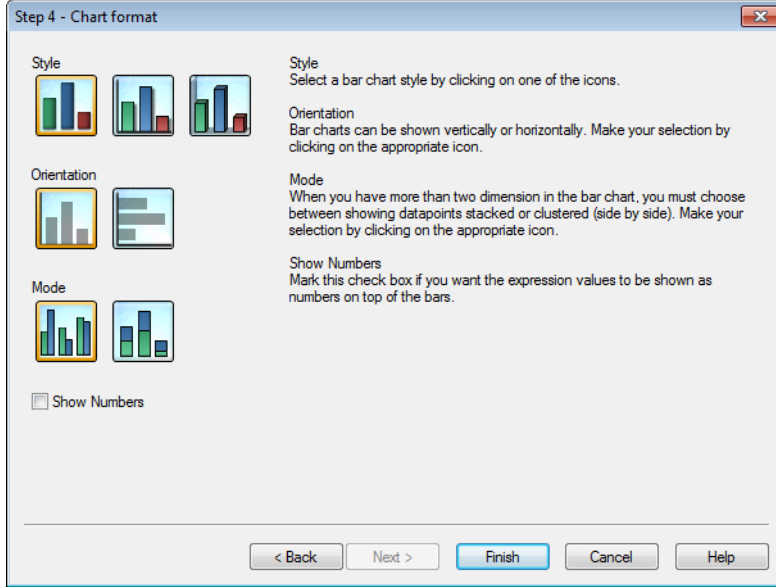 Step 4 - Chart format
Style
Style
Select a bar chart style by clicking on one of the icons.
Orientation
Orientation
Bar charts can be shown vertically or horizontally. Make your selection by
clicking on the appropriate icon.
Mode
Mode
When you have more than two dimension in the bar chart, you must choose
between showing datapoints stacked or clustered (side by side). Make your
selection by clicking on the appropriate icon.
Show Numbers
Show Numbers
Mark this check box if you want the expression values to be shown as
numbers on top of the bars.
< Back
Next >
Finish
Cancel
Help